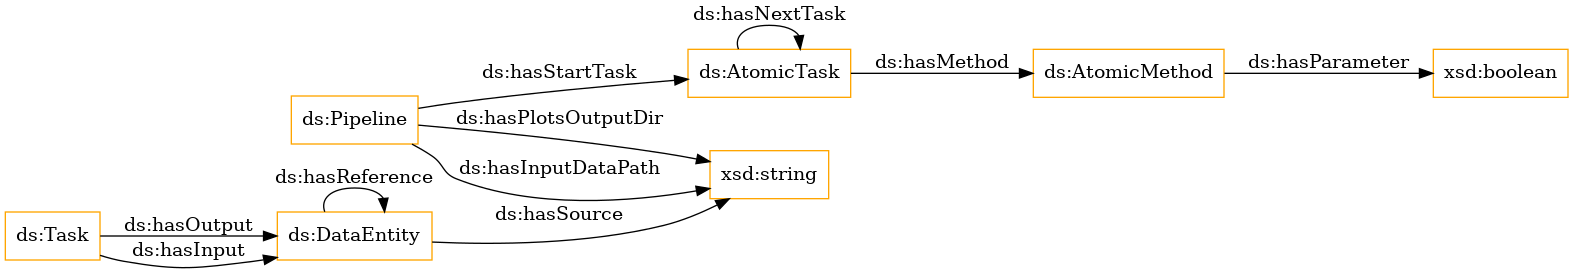 ds:hasNextTask
ds:hasStartTask
ds:AtomicTask
ds:hasMethod
ds:AtomicMethod
ds:hasParameter
xsd:boolean
ds:Pipeline
ds:hasPlotsOutputDir
ds:hasInputDataPath
xsd:string
ds:hasReference
ds:hasSource
ds:Task
ds:hasOutput
ds:DataEntity
ds:hasInput